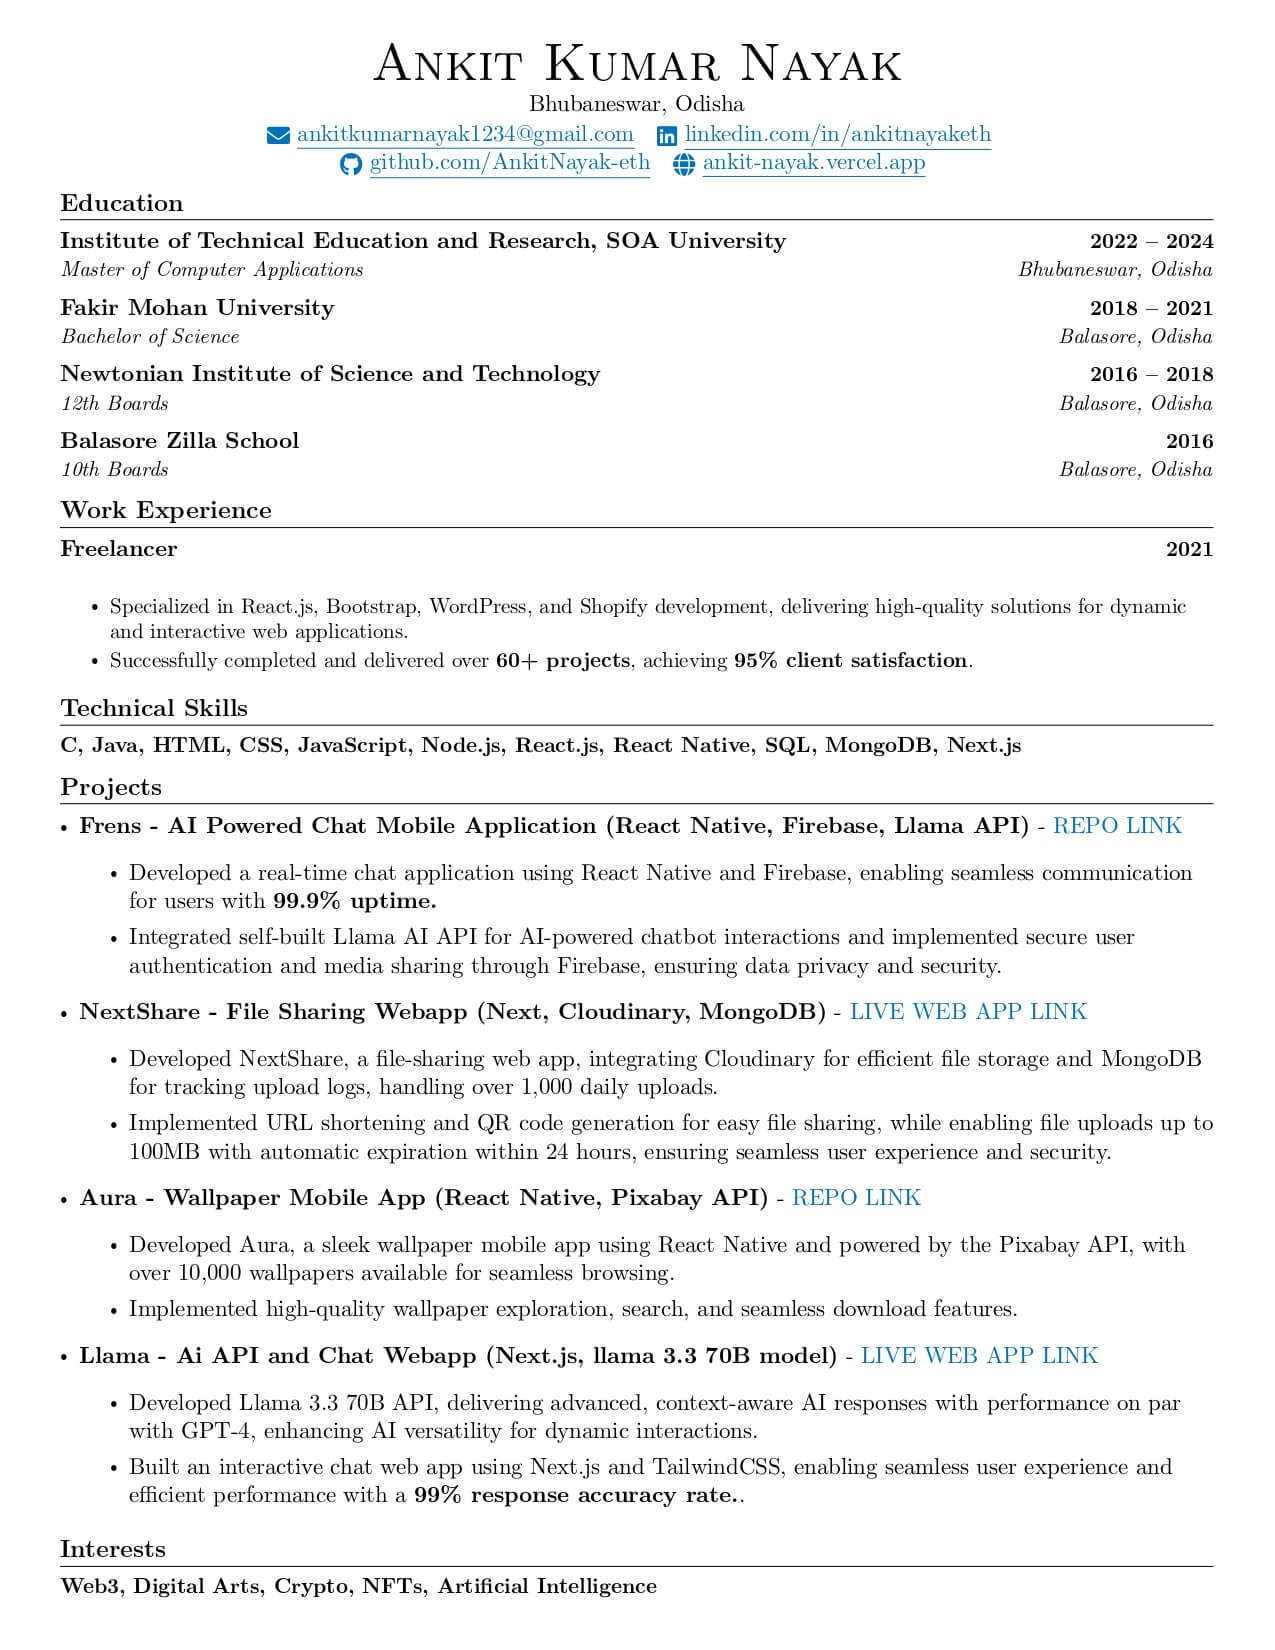 Ankit Kumar Nayak
Bhubaneswar, Odisha
ankitkumarnayak1234@gmail.com linkedin.com/in/ankitnayaketh
github.com/AnkitNayak-eth ankit-nayak.vercel.app
Education
Institute of Technical Education and Research, SOA University 2022 – 2024
Master of Computer Applications Bhubaneswar, Odisha
Fakir Mohan University 2018 – 2021
Bachelor of Science Balasore, Odisha
Newtonian Institute of Science and Technology 2016 – 2018
12th Boards Balasore, Odisha
Balasore Zilla School 2016
10th Boards Balasore, Odisha
Work Experience
Freelancer 2021
• Specialized in React.js, Bootstrap, WordPress, and Shopify development, delivering high-quality solutions for dynamic
and interactive web applications.
• Successfully completed and delivered over 60+ projects, achieving 95% client satisfaction.
Technical Skills
C, Java, HTML, CSS, JavaScript, Node.js, React.js, React Native, SQL, MongoDB, Next.js
Projects
• Frens - AI Powered Chat Mobile Application (React Native, Firebase, Llama API) - REPO LINK
• Developed a real-time chat application using React Native and Firebase, enabling seamless communication
for users with 99.9% uptime.
• Integrated self-built Llama AI API for AI-powered chatbot interactions and implemented secure user
authentication and media sharing through Firebase, ensuring data privacy and security.
• NextShare - File Sharing Webapp (Next, Cloudinary, MongoDB) - LIVE WEB APP LINK
• Developed NextShare, a file-sharing web app, integrating Cloudinary for efficient file storage and MongoDB
for tracking upload logs, handling over 1,000 daily uploads.
• Implemented URL shortening and QR code generation for easy file sharing, while enabling file uploads up to
100MB with automatic expiration within 24 hours, ensuring seamless user experience and security.
• Aura - Wallpaper Mobile App (React Native, Pixabay API) - REPO LINK
• Developed Aura, a sleek wallpaper mobile app using React Native and powered by the Pixabay API, with
over 10,000 wallpapers available for seamless browsing.
• Implemented high-quality wallpaper exploration, search, and seamless download features.
• Llama - Ai API and Chat Webapp (Next.js, llama 3.3 70B model) - LIVE WEB APP LINK
• Developed Llama 3.3 70B API, delivering advanced, context-aware AI responses with performance on par
with GPT-4, enhancing AI versatility for dynamic interactions.
• Built an interactive chat web app using Next.js and TailwindCSS, enabling seamless user experience and
efficient performance with a 99% response accuracy rate..
Interests
Web3, Digital Arts, Crypto, NFTs, Artificial Intelligence